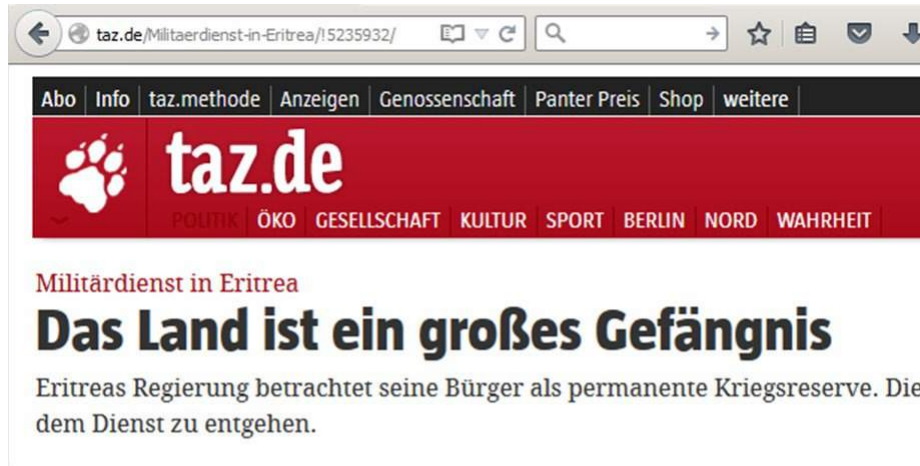 taz.de/Militaerdienst-in-Eritrea/!5235932/
Abo Info taz.methode Anzeigen Genossenschaft Panter Preis Shop weitere
taz.de
POLITIK ÖKO GESELLSCHAFT KULTUR SPORT BERLIN NORD WAHRHEIT
Militärdienst in Eritrea
Das Land ist ein großes Gefängnis
Eritreas Regierung betrachtet seine Bürger als permanente Kriegsreserve. Die
dem Dienst zu entgehen.